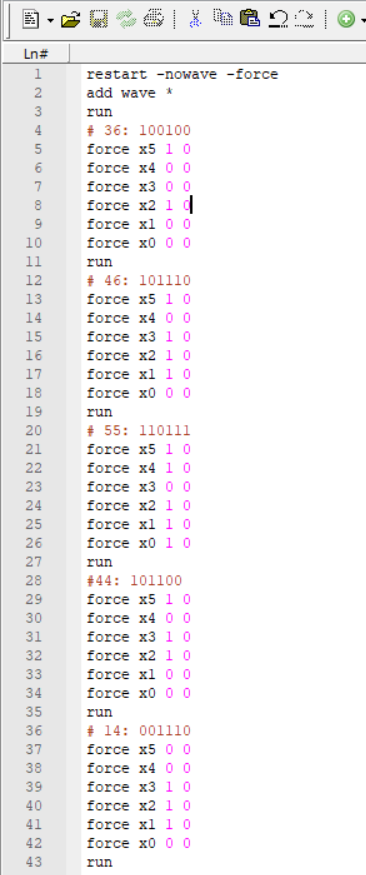 Ln#
1 restart -nowave -force
2 add wave *
3 run
4 # 36: 100100
5 force x5 1 0
6 force x4 0 0
7 force x3 0 0
8 force x2 1 0
9 force x1 0 0
10 force x0 0 0
11 run
12 # 46: 101110
13 force x5 1 0
14 force x4 0 0
15 force x3 1 0
16 force x2 1 0
17 force x1 1 0
18 force x0 0 0
19 run
20 # 55: 110111
21 force x5 1 0
22 force x4 1 0
23 force x3 0 0
24 force x2 1 0
25 force x1 1 0
26 force x0 1 0
27 run
28 #44: 101100
29 force x5 1 0
30 force x4 0 0
31 force x3 1 0
32 force x2 1 0
33 force x1 0 0
34 force x0 0 0
35 run
36 # 14: 001110
37 force x5 0 0
38 force x4 0 0
39 force x3 1 0
40 force x2 1 0
41 force x1 1 0
42 force x0 0 0
43 run